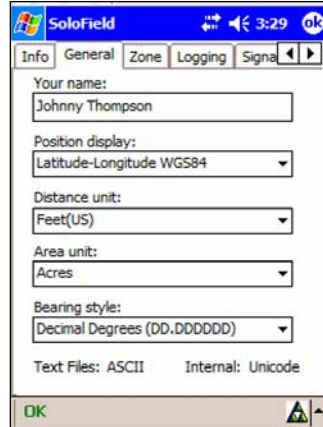 SoloField 3:29 ok
Info General Zone Logging Signa
Your name:
Johnny Thompson
Position display:
Latitude-Longitude WGS84
Distance unit:
Feet(US)
Area unit:
Acres
Bearing style:
Decimal Degrees (DD.DDDDDD)
Text Files: ASCII Internal: Unicode
OK